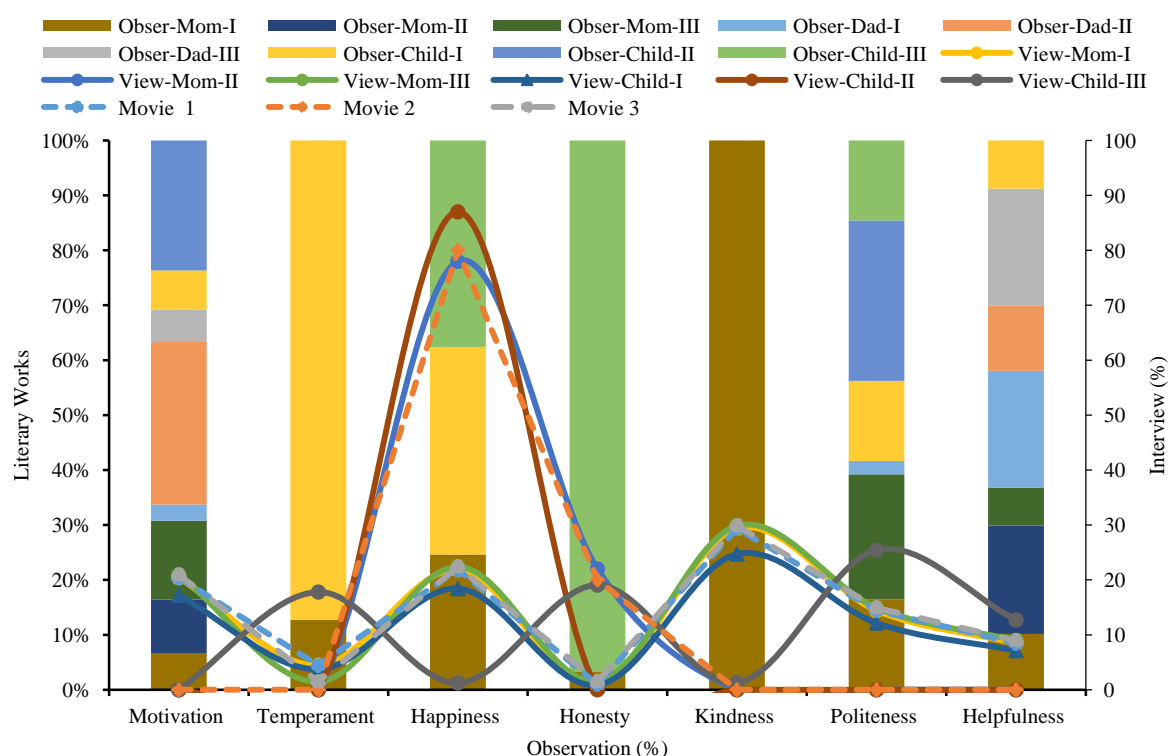 Obser-Mom-I Obser-Mom-II Obser-Mom-III Obser-Dad-I Obser-Dad-II
Obser-Dad-III Obser-Child-I Obser-Child-II Obser-Child-III View-Mom-I
View-Mom-II View-Mom-III View-Child-I View-Child-II View-Child-III
Movie 1 Movie 2 Movie 3
100% 100
90% 90
80% 80
70% 70
60% 60
50% 50
40% 40
30% 30
20% 20
10% 10
0% 0
Literary Works
Interview (%)
Motivation Temperament Happiness Honesty Kindness Politeness Helpfulness
Observation (%)